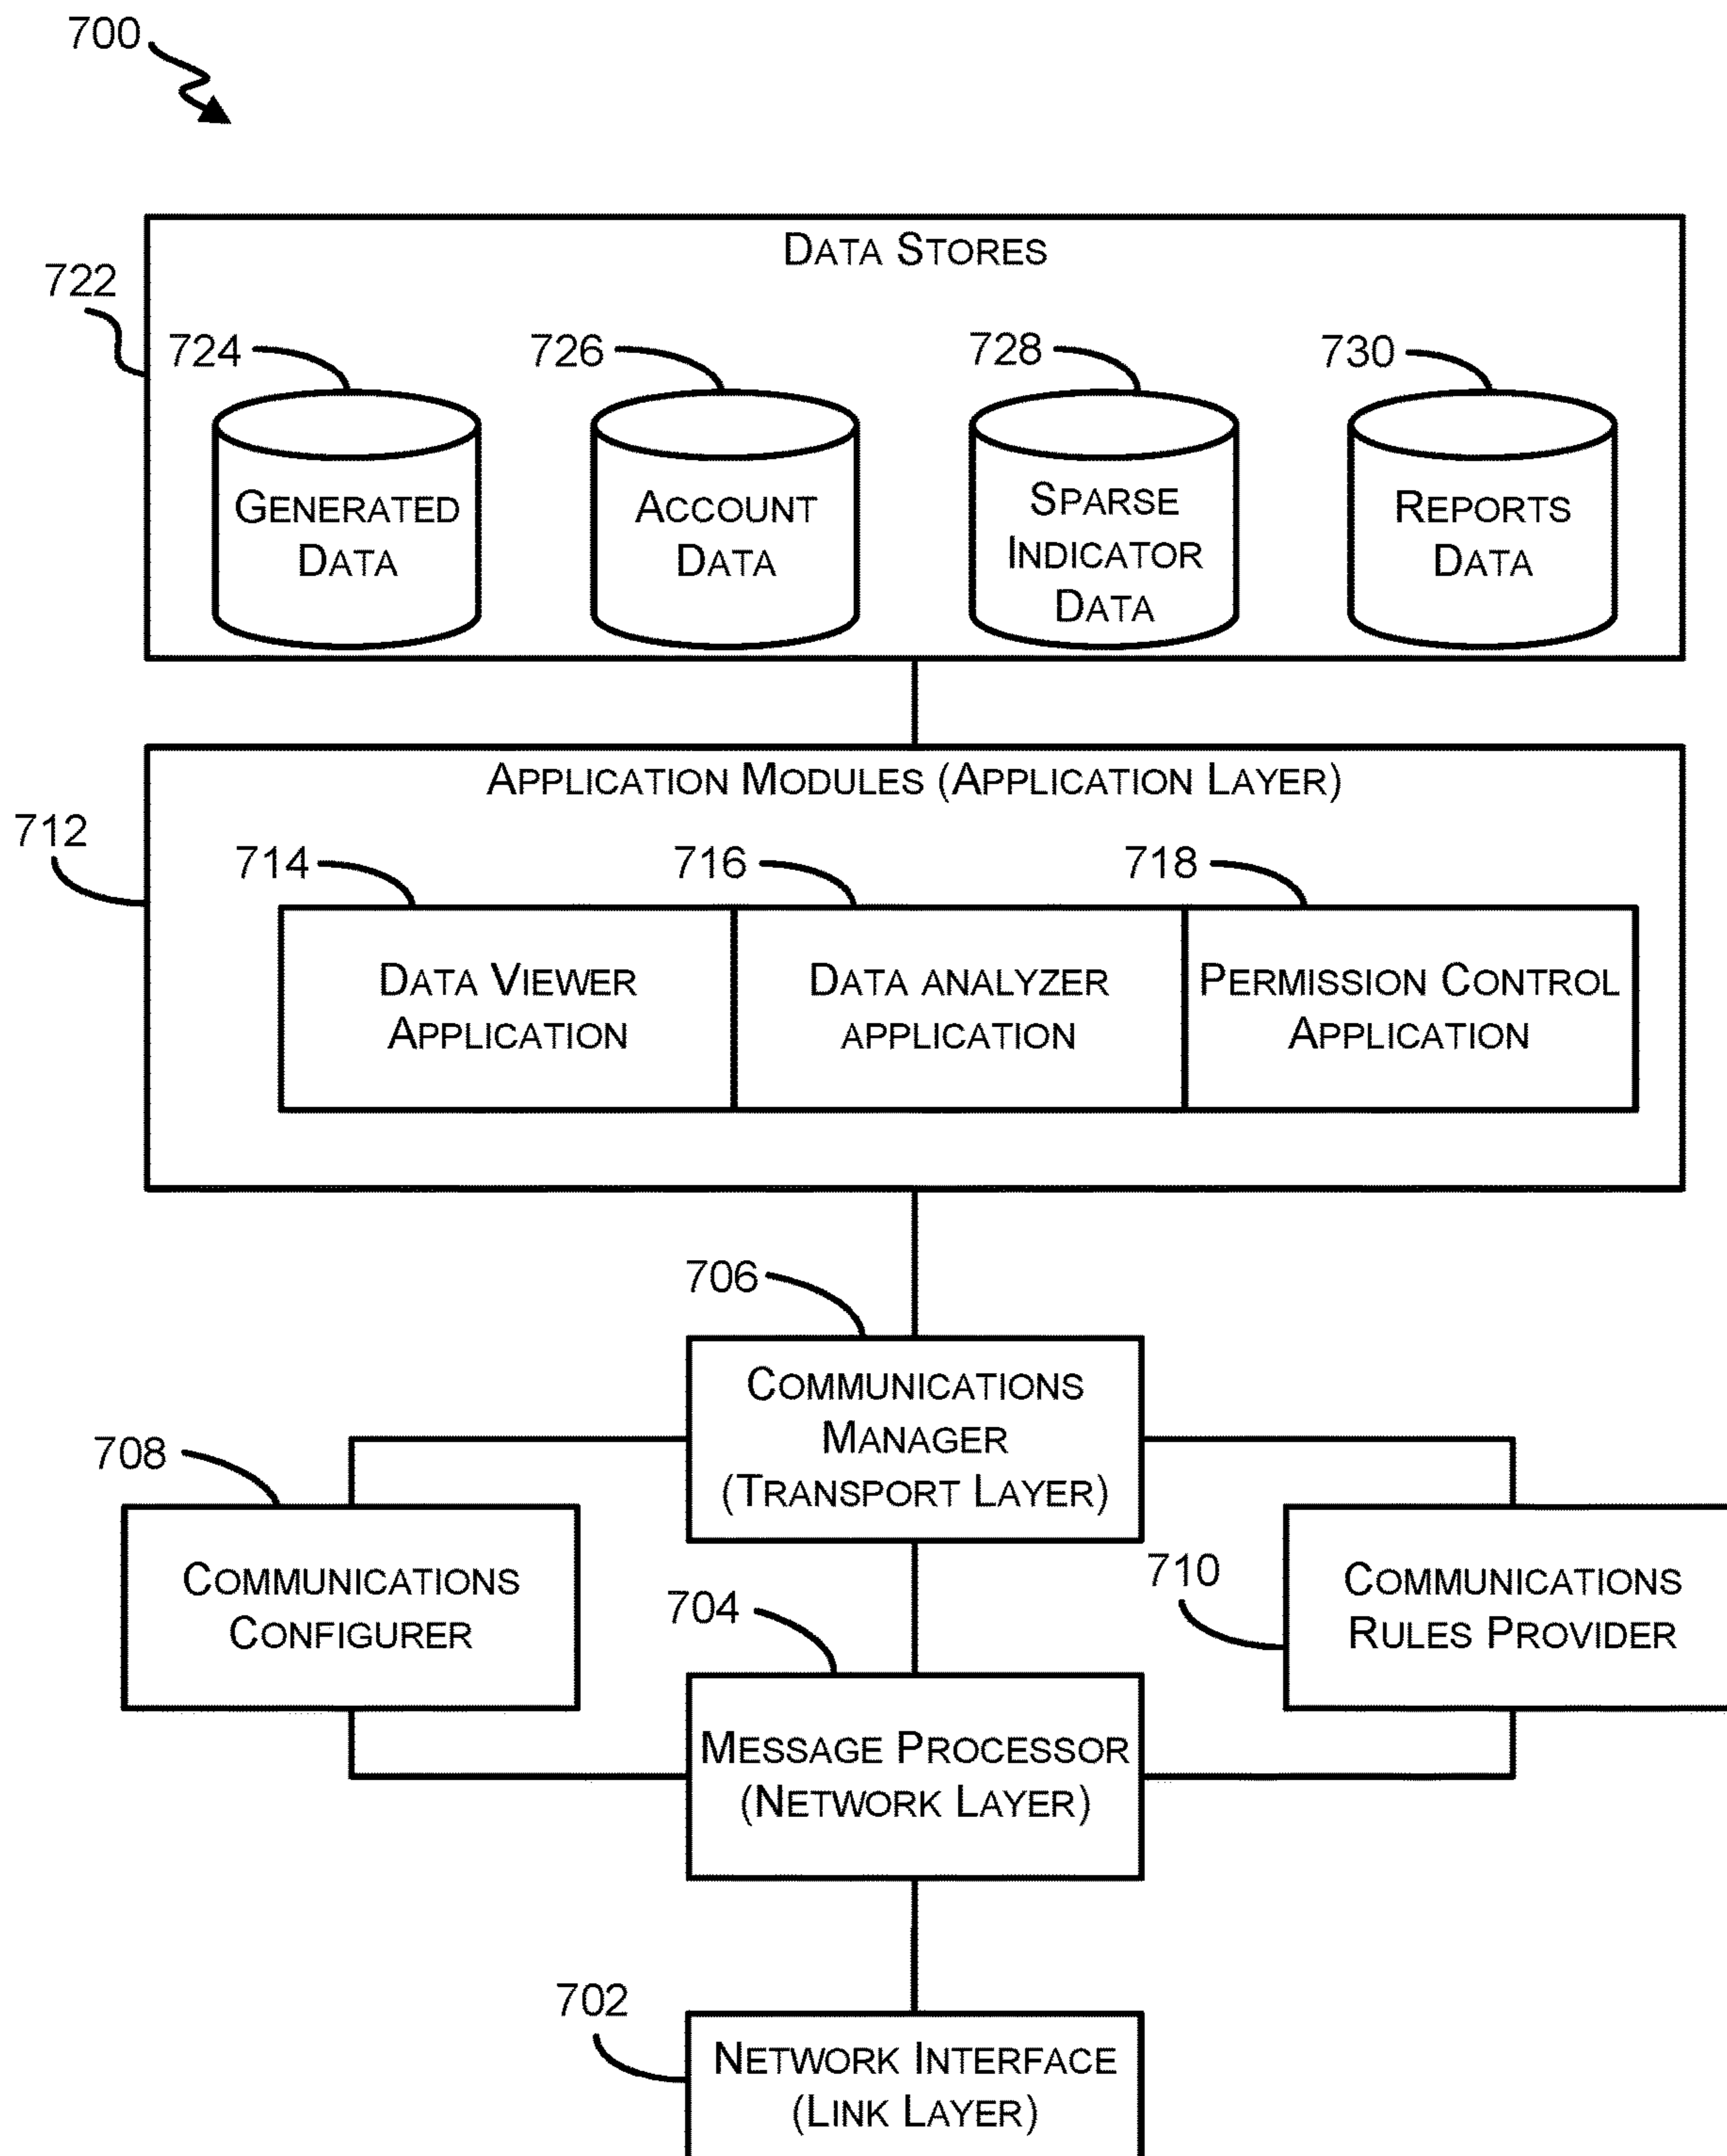 700
DATA STORES
722
724
726
728
730
GENERATED
DATA
ACCOUNT
DATA
SPARSE
INDICATOR
DATA
REPORTS
DATA
APPLICATION MODULES (APPLICATION LAYER)
712
714
716
718
DATA VIEWER
APPLICATION
DATA ANALYZER
APPLICATION
PERMISSION CONTROL
APPLICATION
706
COMMUNICATIONS
MANAGER
(TRANSPORT LAYER)
708
COMMUNICATIONS
CONFIGURER
710
COMMUNICATIONS
RULES PROVIDER
704
MESSAGE PROCESSOR
(NETWORK LAYER)
702
NETWORK INTERFACE
(LINK LAYER)